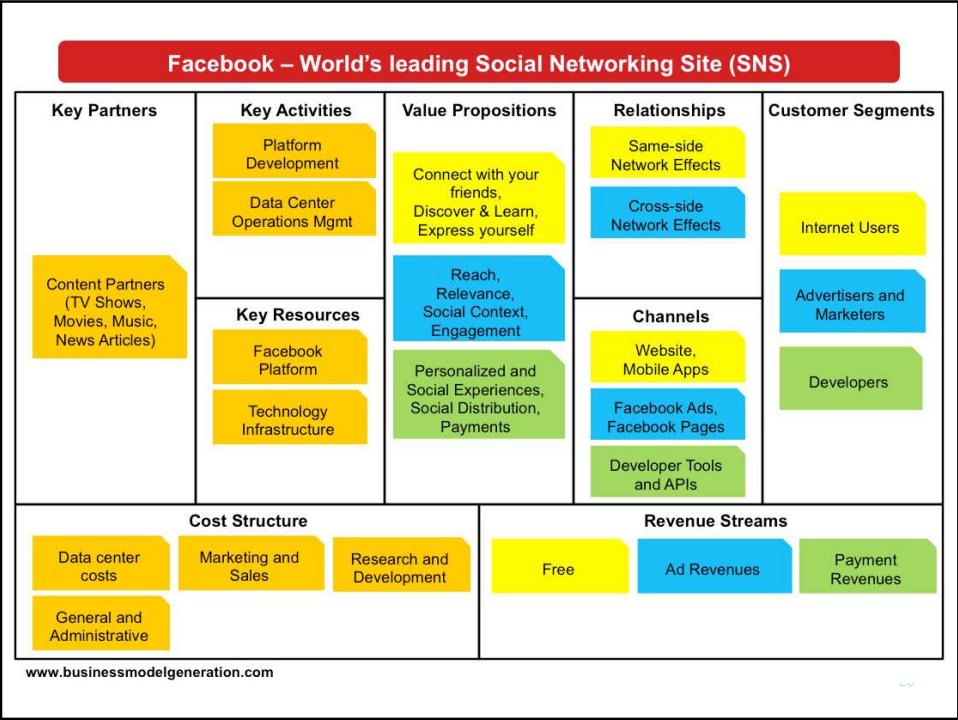 Facebook – World's leading Social Networking Site (SNS)
Key Partners
Content Partners
(TV Shows,
Movies, Music,
News Articles)
Key Activities
Platform
Development
Data Center
Operations Mgmt
Key Resources
Facebook
Platform
Technology
Infrastructure
Value Propositions
Connect with your
friends,
Discover & Learn,
Express yourself
Reach,
Relevance,
Social Context,
Engagement
Personalized and
Social Experiences,
Social Distribution,
Payments
Relationships
Same-side
Network Effects
Cross-side
Network Effects
Channels
Website,
Mobile Apps
Facebook Ads,
Facebook Pages
Developer Tools
and APIs
Customer Segments
Internet Users
Advertisers and
Marketers
Developers
Cost Structure
Data center
costs
Marketing and
Sales
Research and
Development
General and
Administrative
Revenue Streams
Free
Ad Revenues
Payment
Revenues
www.businessmodelgeneration.com